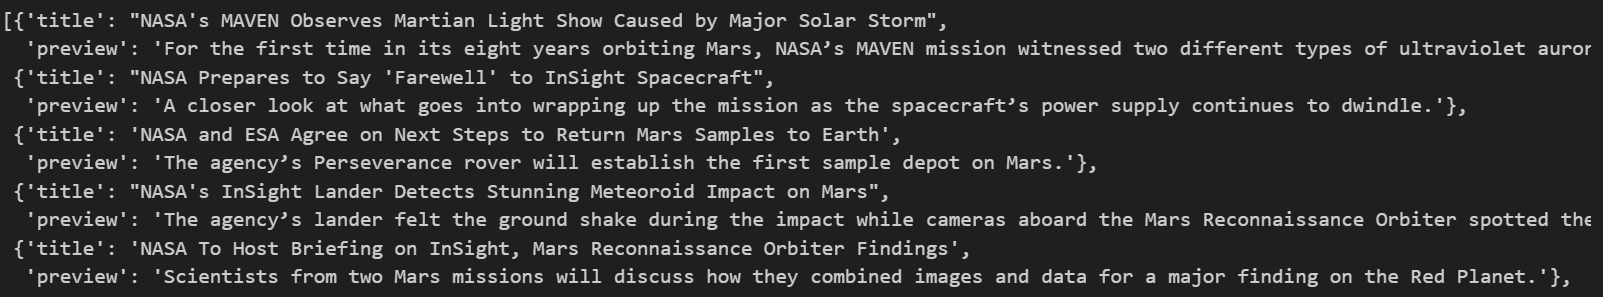 [{'title': "NASA's MAVEN Observes Martian Light Show Caused by Major Solar Storm",
'preview': 'For the first time in its eight years orbiting Mars, NASA’s MAVEN mission witnessed two different types of ultraviolet auror
{'title': "NASA Prepares to Say 'Farewell' to InSight Spacecraft",
'preview': 'A closer look at what goes into wrapping up the mission as the spacecraft’s power supply continues to dwindle.'},
{'title': 'NASA and ESA Agree on Next Steps to Return Mars Samples to Earth',
'preview': 'The agency’s Perseverance rover will establish the first sample depot on Mars.'},
{'title': "NASA's InSight Lander Detects Stunning Meteoroid Impact on Mars",
'preview': 'The agency’s lander felt the ground shake during the impact while cameras aboard the Mars Reconnaissance Orbiter spotted the
{'title': 'NASA To Host Briefing on InSight, Mars Reconnaissance Orbiter Findings',
'preview': 'Scientists from two Mars missions will discuss how they combined images and data for a major finding on the Red Planet.'},